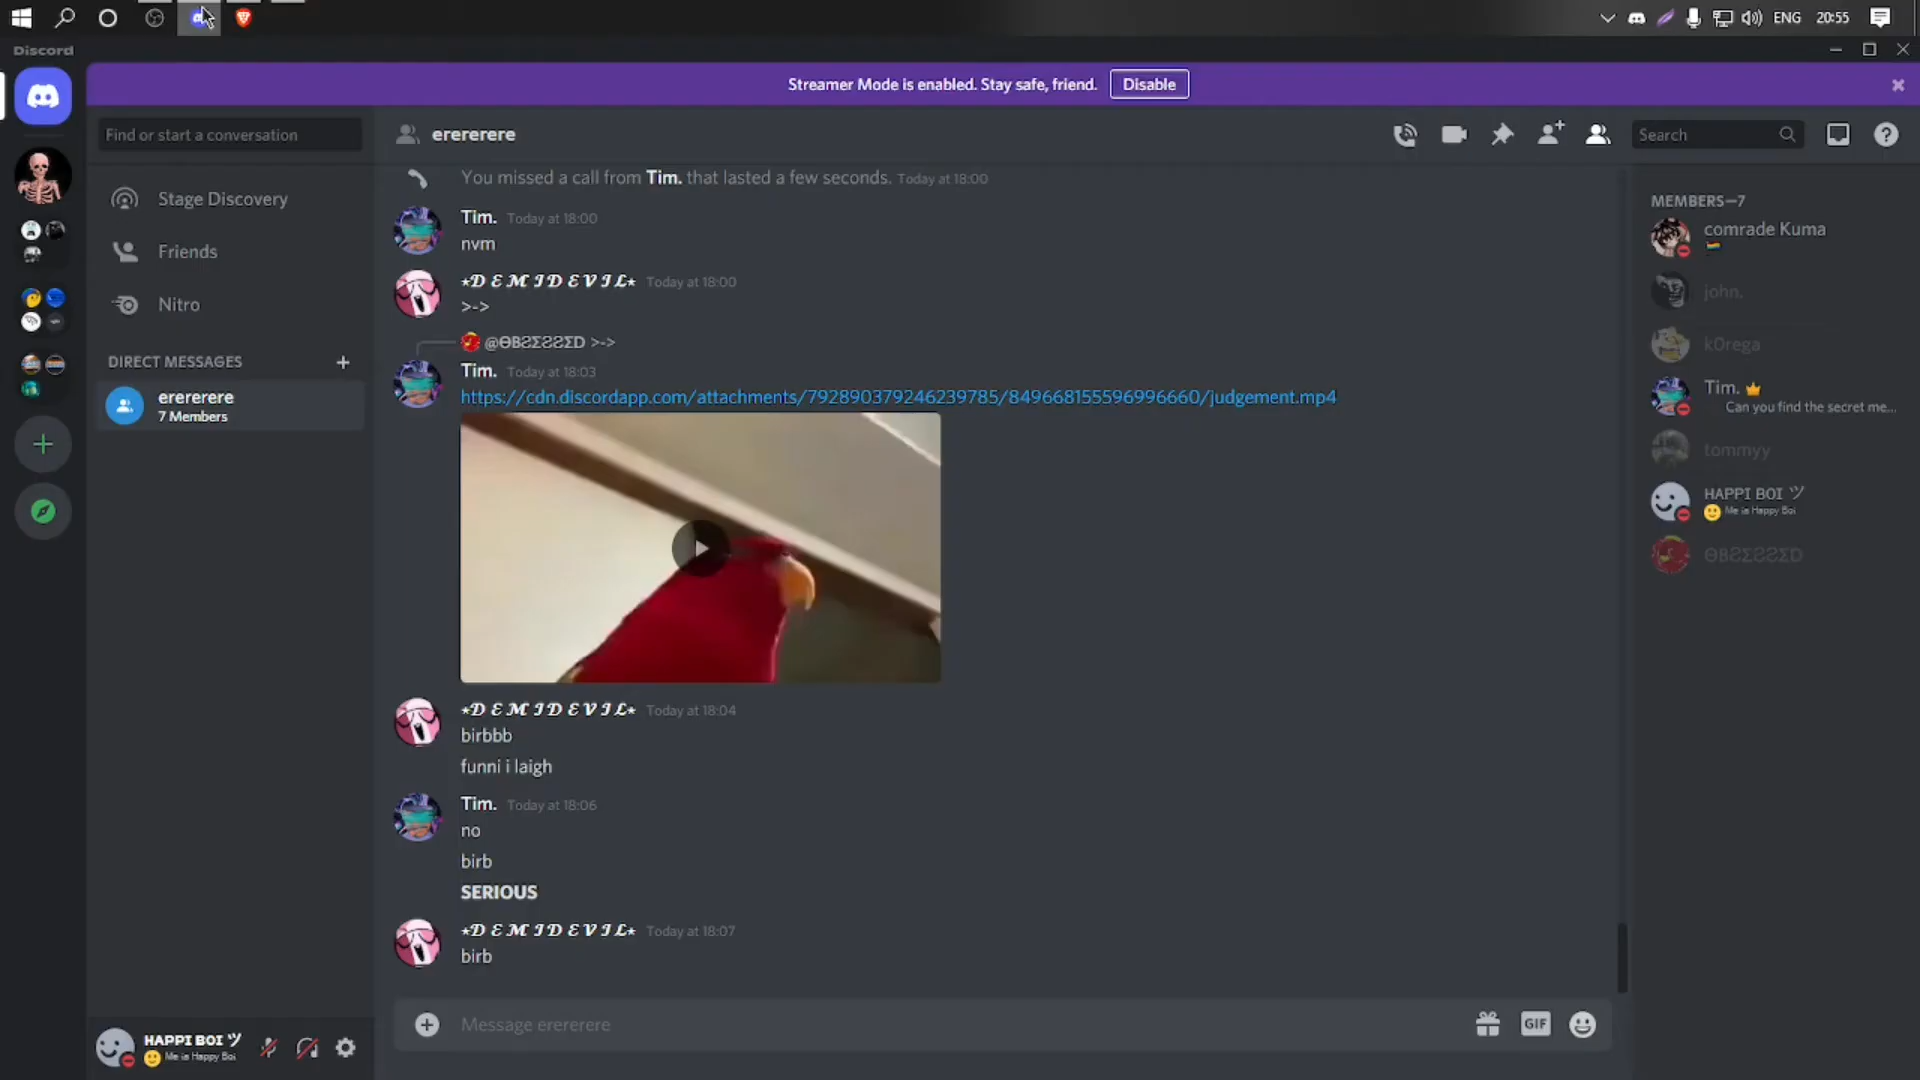 ENG 20:55
Discord
Streamer Mode is enabled. Stay safe, friend. Disable
Find or start a conversation
erererere
Search
Stage Discovery
Friends
Nitro
DIRECT MESSAGES
erererere
7 Members
You missed a call from Tim. that lasted a few seconds. Today at 18:00
Tim. Today at 18:00
nvm
⋆𝓓 𝓔 𝓜 𝓘 𝓓 𝓔 𝓥 𝓘 𝓛⋆ Today at 18:00
>->
@ӨBƧΣƧƧΣD >->
Tim. Today at 18:03
https://cdn.discordapp.com/attachments/792890379246239785/849668155596996660/judgement.mp4
⋆𝓓 𝓔 𝓜 𝓘 𝓓 𝓔 𝓥 𝓘 𝓛⋆ Today at 18:04
birbbb
funni i laigh
Tim. Today at 18:06
no
birb
SERIOUS
⋆𝓓 𝓔 𝓜 𝓘 𝓓 𝓔 𝓥 𝓘 𝓛⋆ Today at 18:07
birb
Message erererere
GIF
MEMBERS—7
comrade Kuma
john.
k0rega
Tim.
Can you find the secret me...
tommyy
HAPPI BOI ツ
Me is Happy Boi
ӨBƧΣƧƧΣD
HAPPI BOI ツ
Me is Happy Boi